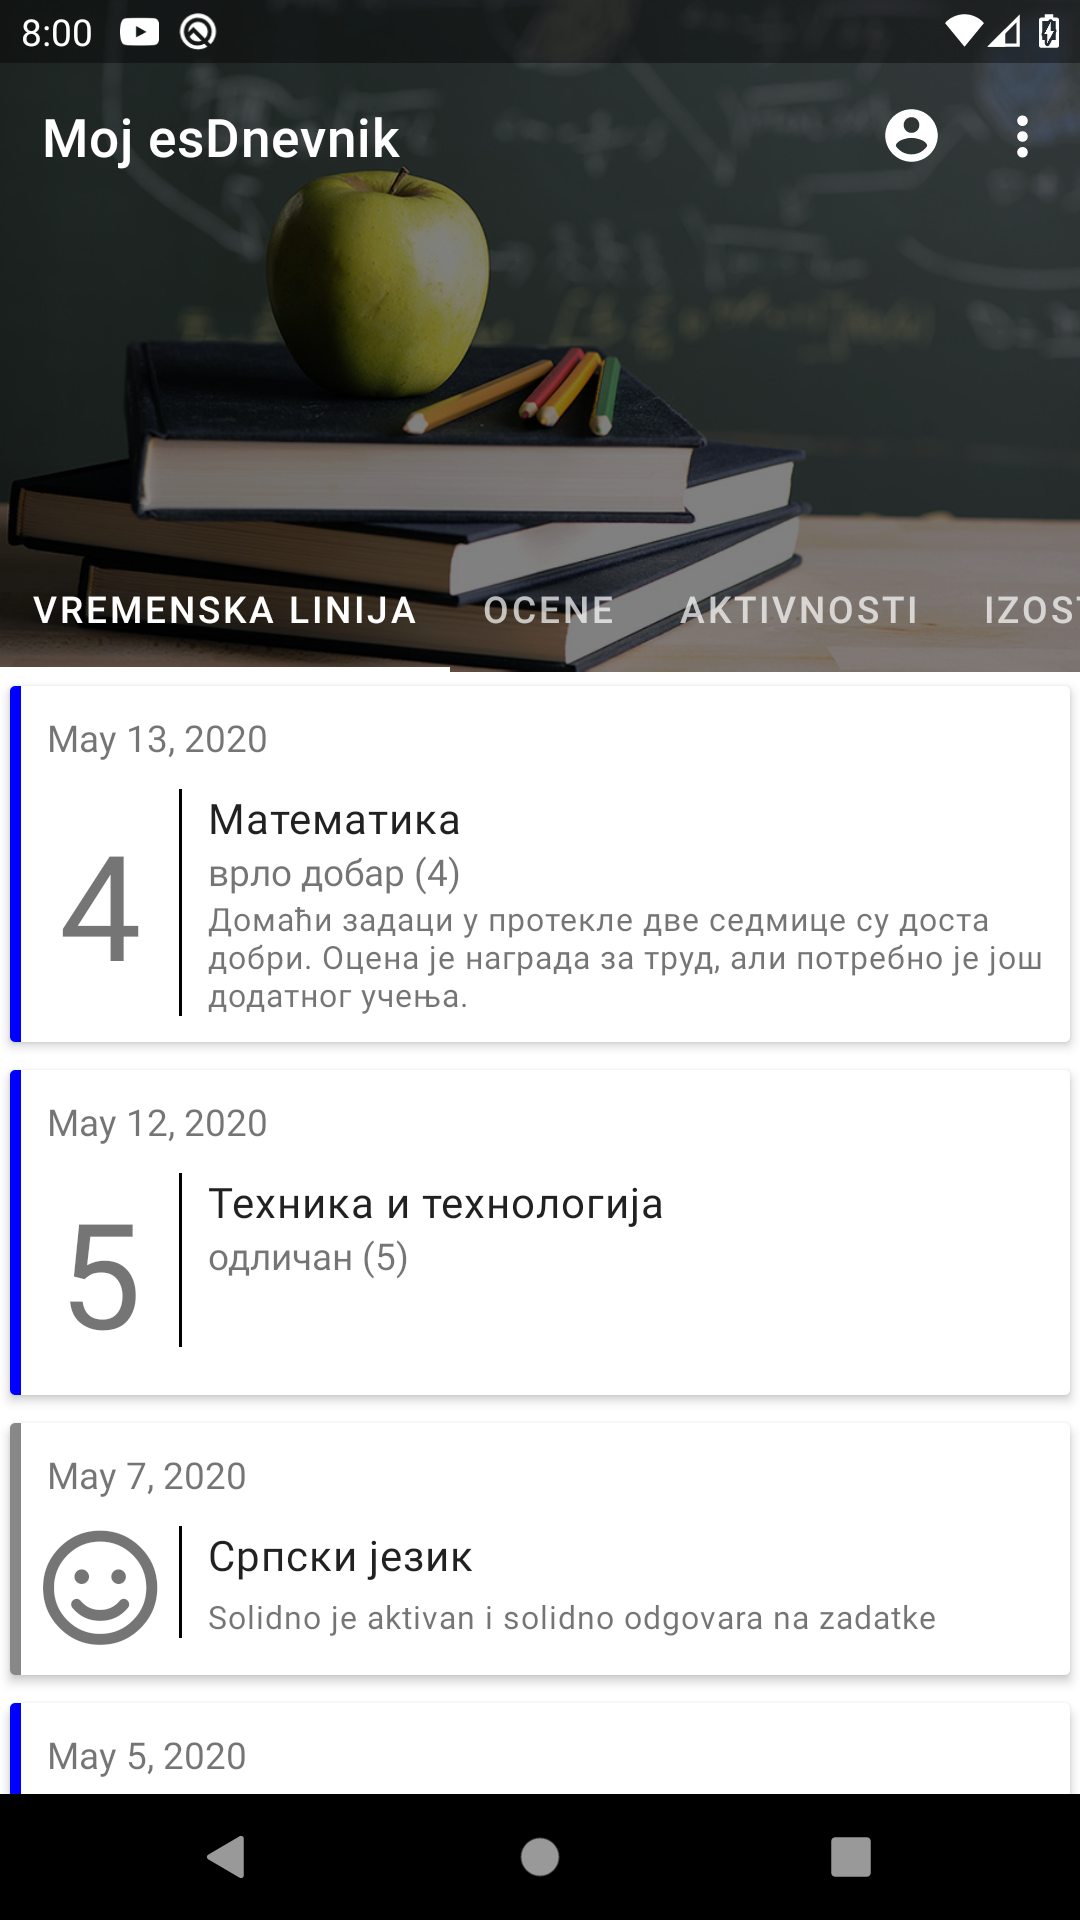 8:00
Moj esDnevnik
VREMENSKA LINIJA OCENE AKTIVNOSTI IZOS
May 13, 2020
4
Математика
врло добар (4)
Домаћи задаци у протекле две седмице су доста
добри. Оцена је награда за труд, али потребно је још
додатног учења.
May 12, 2020
5
Техника и технологија
одличан (5)
May 7, 2020
Српски језик
Solidno je aktivan i solidno odgovara na zadatke
May 5, 2020